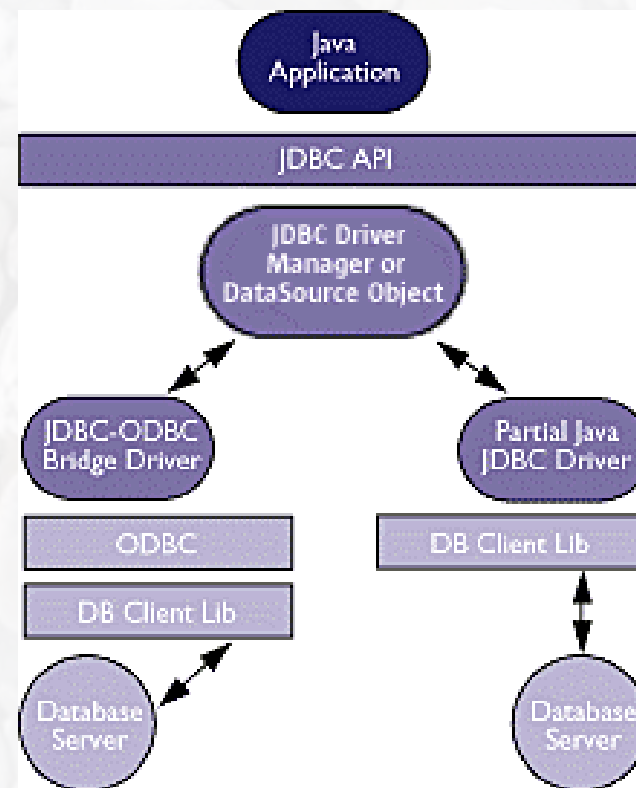 Java
Application
JDBC API
JDBC Driver
Manager or
DataSource Object
JDBC-ODBC
Bridge Driver
Partial Java
JDBC Driver
ODBC
DB Client Lib
DB Client Lib
Database
Server
Database
Server